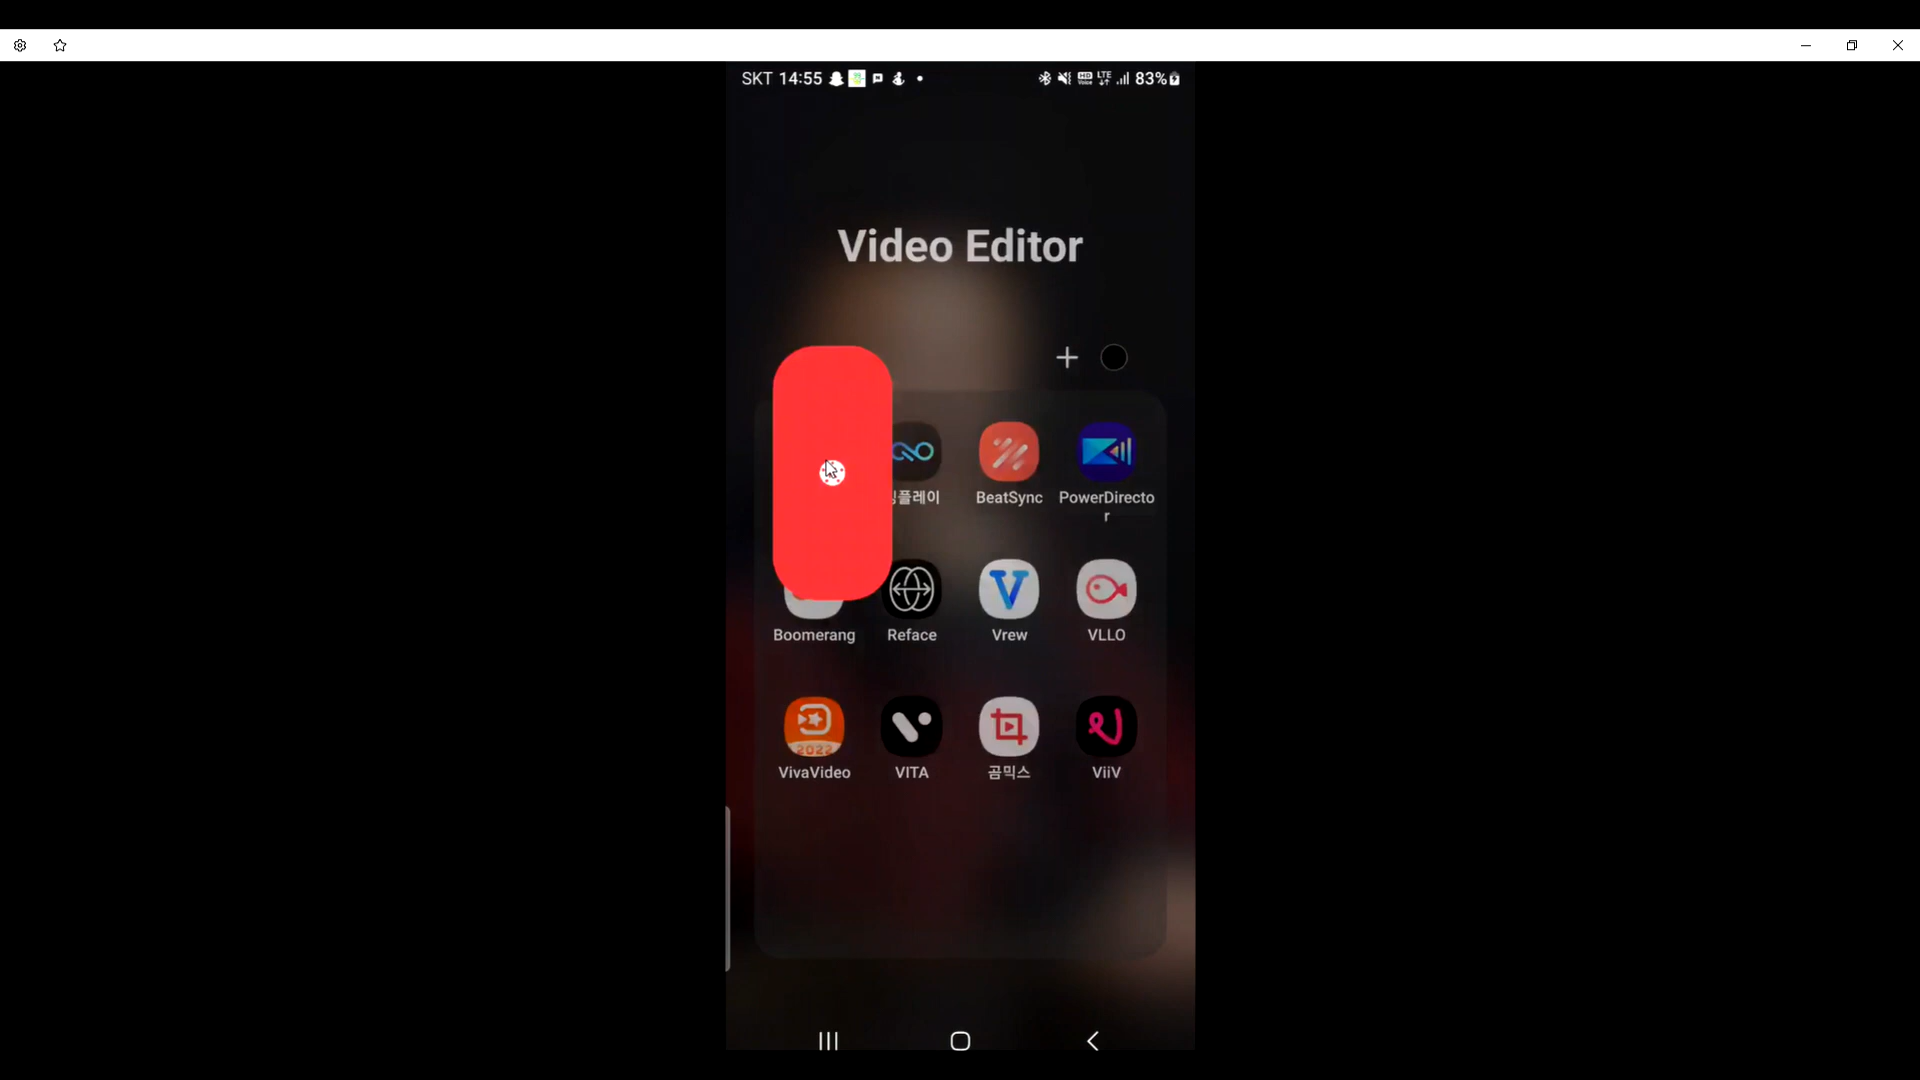 SKT 14:55
83%
Video Editor
플레이
BeatSync
PowerDirecto
r
Boomerang
Reface
Vrew
VLLO
2022
VivaVideo
VITA
곰믹스
ViiV